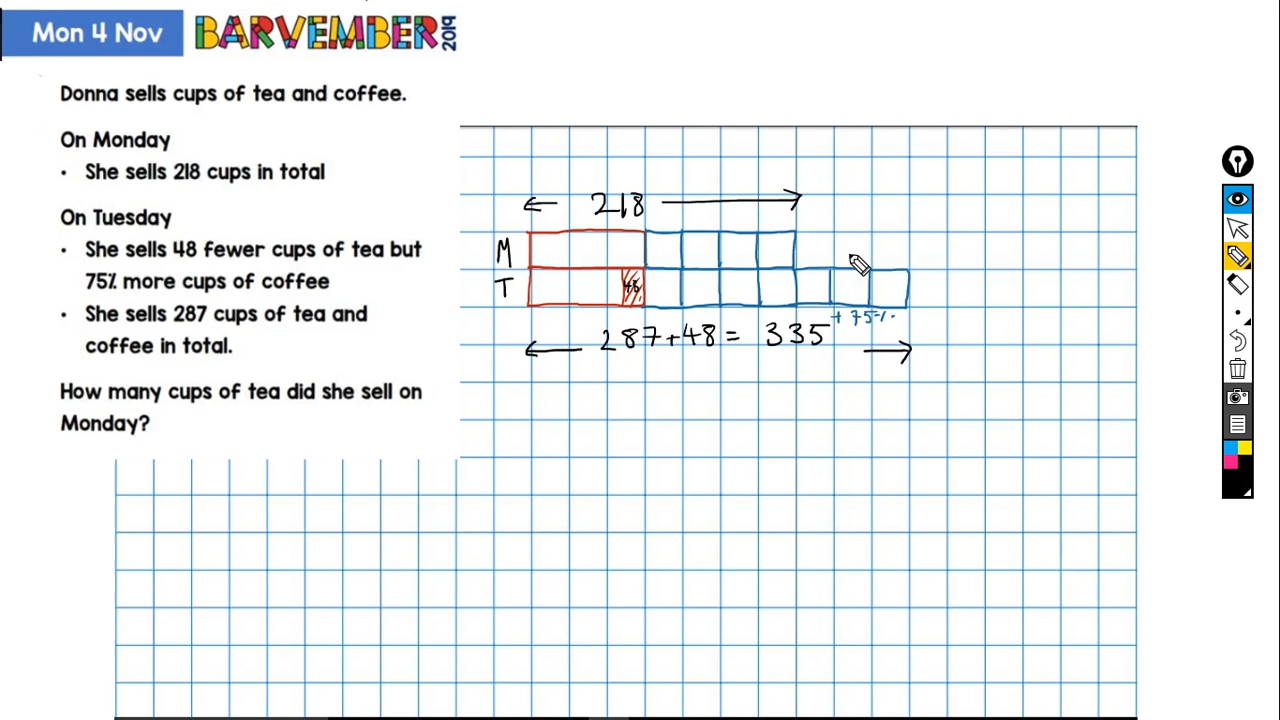 Mon 4 Nov
BARVEMBER 2019
Donna sells cups of tea and coffee.
On Monday
• She sells 218 cups in total
On Tuesday
• She sells 48 fewer cups of tea but
75% more cups of coffee
• She sells 287 cups of tea and
coffee in total.
How many cups of tea did she sell on
Monday?
218
M
T
48
+ 75%.
287+48= 335